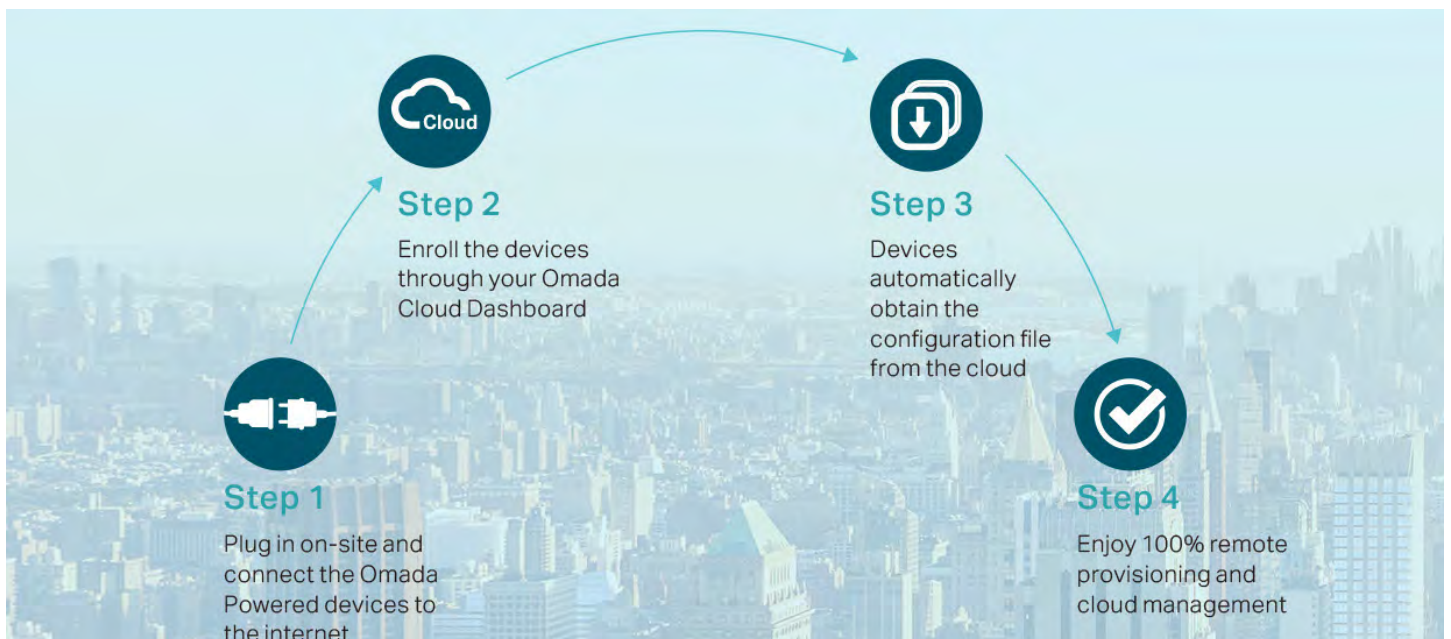 Step 1
Plug in on-site and
connect the Omada
Powered devices to
the internet
Cloud
Step 2
Enroll the devices
through your Omada
Cloud Dashboard
Step 3
Devices
automatically
obtain the
configuration file
from the cloud
Step 4
Enjoy 100% remote
provisioning and
cloud management